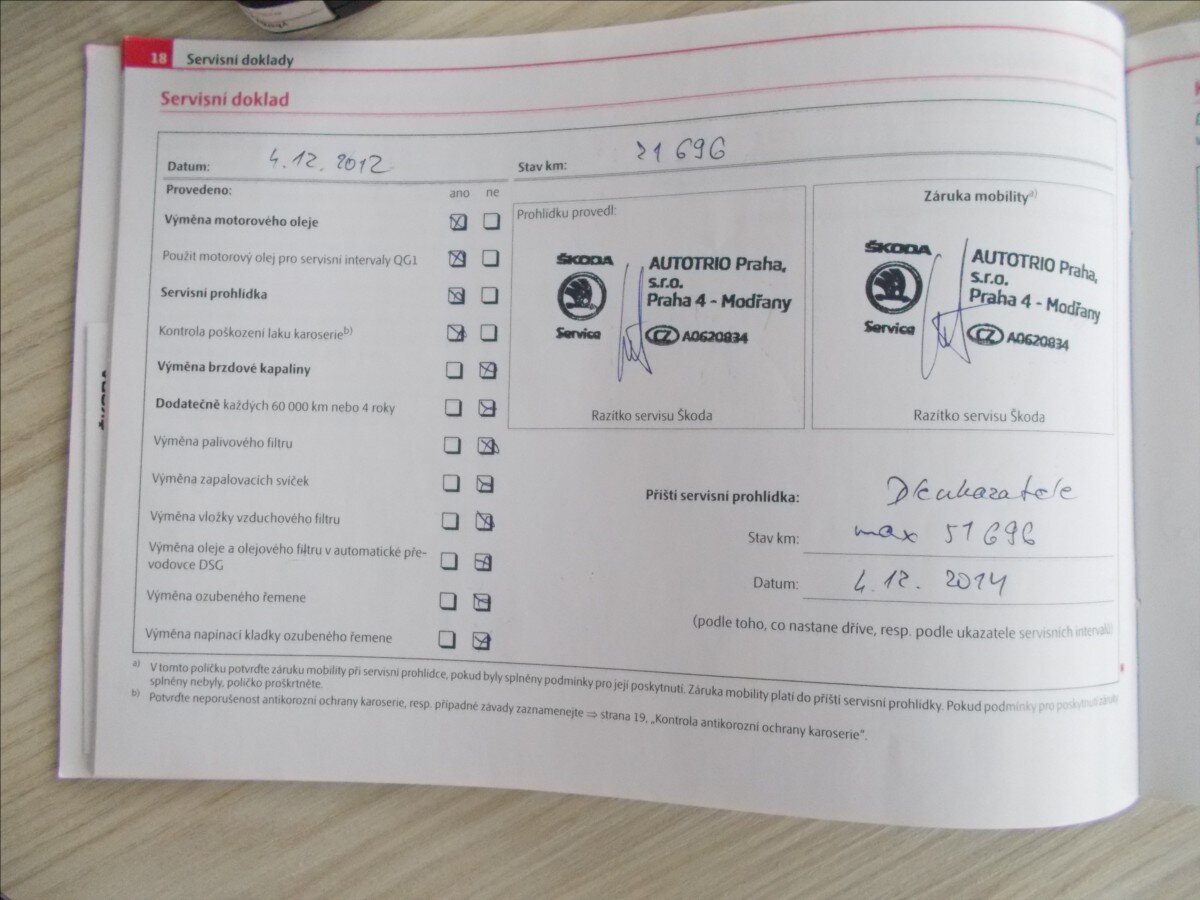 18 Servisní doklady
Servisní doklad
Datum: 4.12.2012 Stav km: 21 696
Provedeno: ano ne
Výměna motorového oleje
Použit motorový olej pro servisní intervaly QG1
Servisní prohlídka
Kontrola poškození laku karoserie b)
Výměna brzdové kapaliny
Dodatečně každých 60 000 km nebo 4 roky
Výměna palivového filtru
Výměna zapalovacích svíček
Výměna vložky vzduchového filtru
Výměna oleje a olejového filtru v automatické pře-
vodovce DSG
Výměna ozubeného řemene
Výměna napínací kladky ozubeného řemene
Prohlídku provedl:
ŠKODA
Service
AUTOTRIO Praha,
s.r.o.
Praha 4 - Modřany
CZ A0620834
Razítko servisu Škoda
Záruka mobility a)
ŠKODA
Service
AUTOTRIO Praha,
s.r.o.
Praha 4 - Modřany
CZ A0620834
Razítko servisu Škoda
Příští servisní prohlídka: Dle ukazatele
Stav km: max 51 696
Datum: 4.12.2014
(podle toho, co nastane dříve, resp. podle ukazatele servisních intervalů)
a) V tomto políčku potvrďte záruku mobility při servisní prohlídce, pokud byly splněny podmínky pro její poskytnutí. Záruka mobility platí do příští servisní prohlídky. Pokud podmínky pro poskytnutí záruky
splněny nebyly, políčko proškrtněte.
b) Potvrďte neporušenost antikorozní ochrany karoserie, resp. případné závady zaznamenejte ⇒ strana 19, „Kontrola antikorozní ochrany karoserie“.